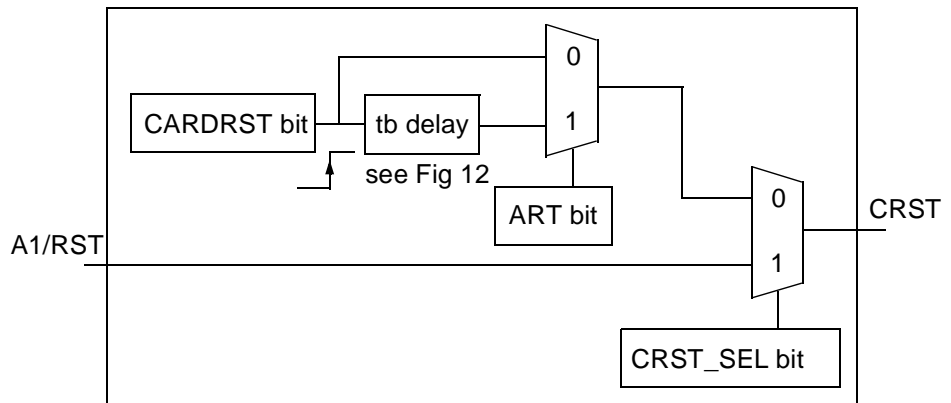 0
CARDRST bit
tb delay
1
see Fig 12
ART bit
0
CRST
A1/RST
1
CRST_SEL bit